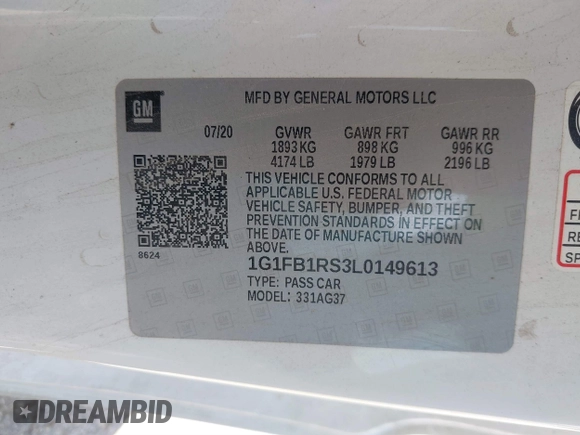 GM
MFD BY GENERAL MOTORS LLC
07/20 GVWR GAWR FRT GAWR RR
1893 KG 898 KG 996 KG
4174 LB 1979 LB 2196 LB
THIS VEHICLE CONFORMS TO ALL
APPLICABLE U.S. FEDERAL MOTOR
VEHICLE SAFETY, BUMPER, AND THEFT
PREVENTION STANDARDS IN EFFECT ON
THE DATE OF MANUFACTURE SHOWN
ABOVE.
8624
1G1FB1RS3L0149613
TYPE: PASS CAR
MODEL: 331AG37
F
RE
SP
DREAMBID